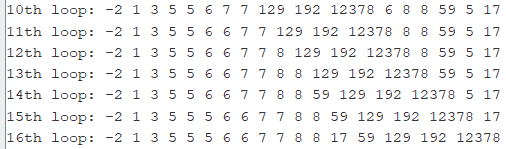 10th loop: -2 1 3 5 5 6 7 7 129 192 12378 6 8 8 59 5 17
11th loop: -2 1 3 5 5 6 6 7 7 129 192 12378 8 8 59 5 17
12th loop: -2 1 3 5 5 6 6 7 7 8 129 192 12378 8 59 5 17
13th loop: -2 1 3 5 5 6 6 7 7 8 8 129 192 12378 59 5 17
14th loop: -2 1 3 5 5 6 6 7 7 8 8 59 129 192 12378 5 17
15th loop: -2 1 3 5 5 5 6 6 7 7 8 8 59 129 192 12378 17
16th loop: -2 1 3 5 5 5 6 6 7 7 8 8 17 59 129 192 12378